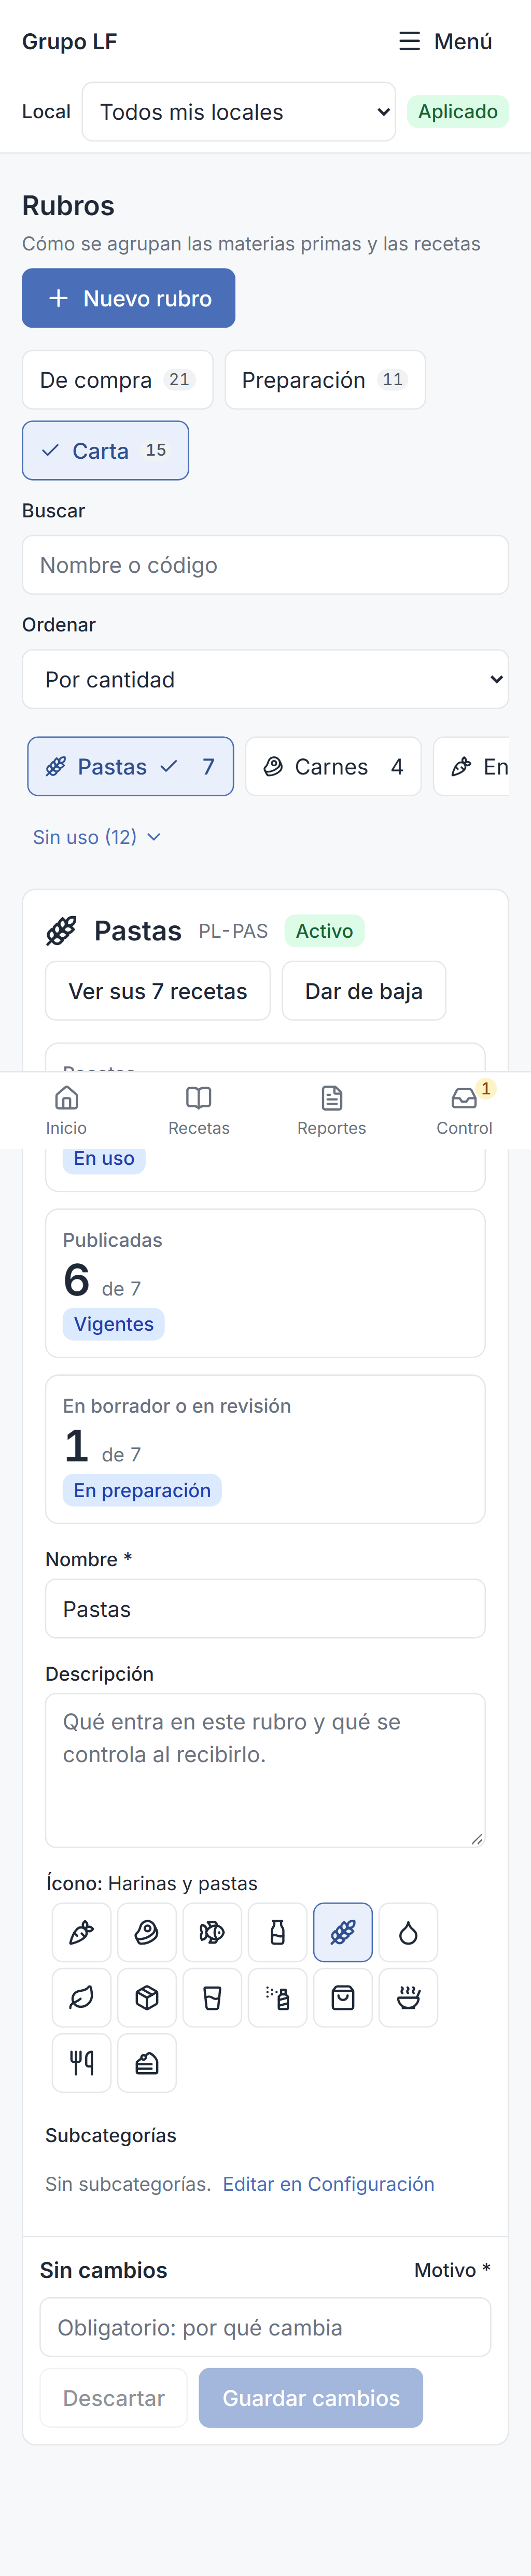 Grupo LF
Menú
Local
Todos mis locales
Aplicado
Rubros
Cómo se agrupan las materias primas y las recetas
Nuevo rubro
De compra 21
Preparación 11
Carta 15
Buscar
Nombre o código
Ordenar
Por cantidad
Pastas 7
Carnes 4
En
Sin uso (12)
Pastas PL-PAS Activo
Ver sus 7 recetas
Dar de baja
Inicio
Recetas
Reportes
Control
1
En uso
Publicadas
6 de 7
Vigentes
En borrador o en revisión
1 de 7
En preparación
Nombre *
Pastas
Descripción
Qué entra en este rubro y qué se
controla al recibirlo.
Ícono: Harinas y pastas
Subcategorías
Sin subcategorías. Editar en Configuración
Sin cambios
Motivo *
Obligatorio: por qué cambia
Descartar
Guardar cambios